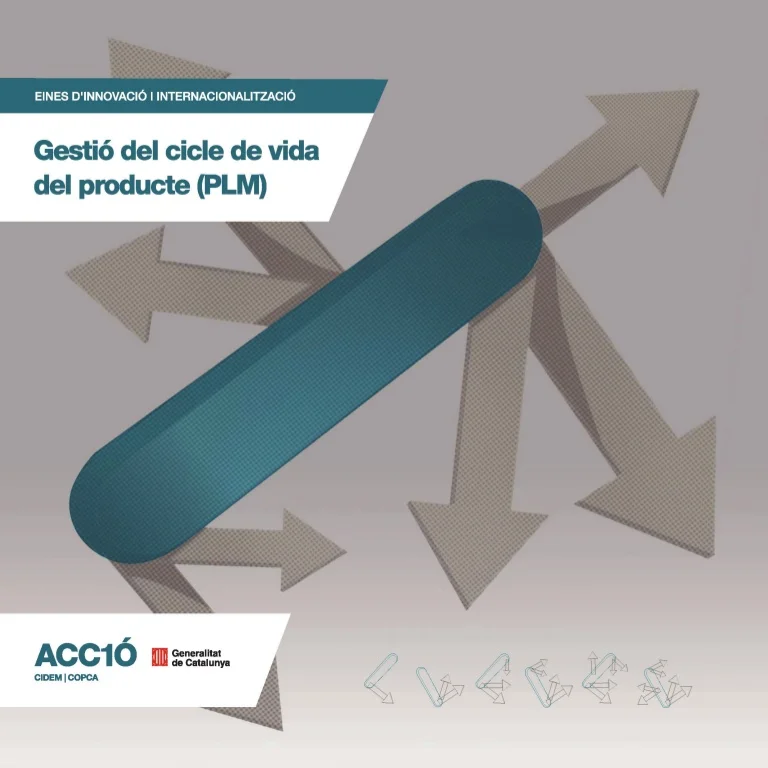 EINES D'INNOVACIÓ I INTERNACIONALITZACIÓ
Gestió del cicle de vida
del producte (PLM)
ACC1Ó
CIDEM | COPCA
Generalitat
de Catalunya